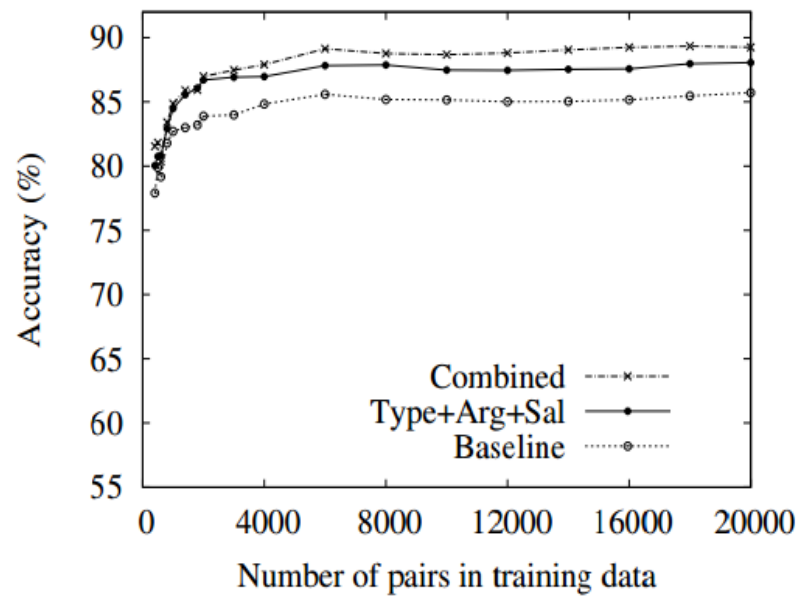 90
85
80
75
70
65
60
55
Accuracy (%)
Combined
Type+Arg+Sal
Baseline
0 4000 8000 12000 16000 20000
Number of pairs in training data